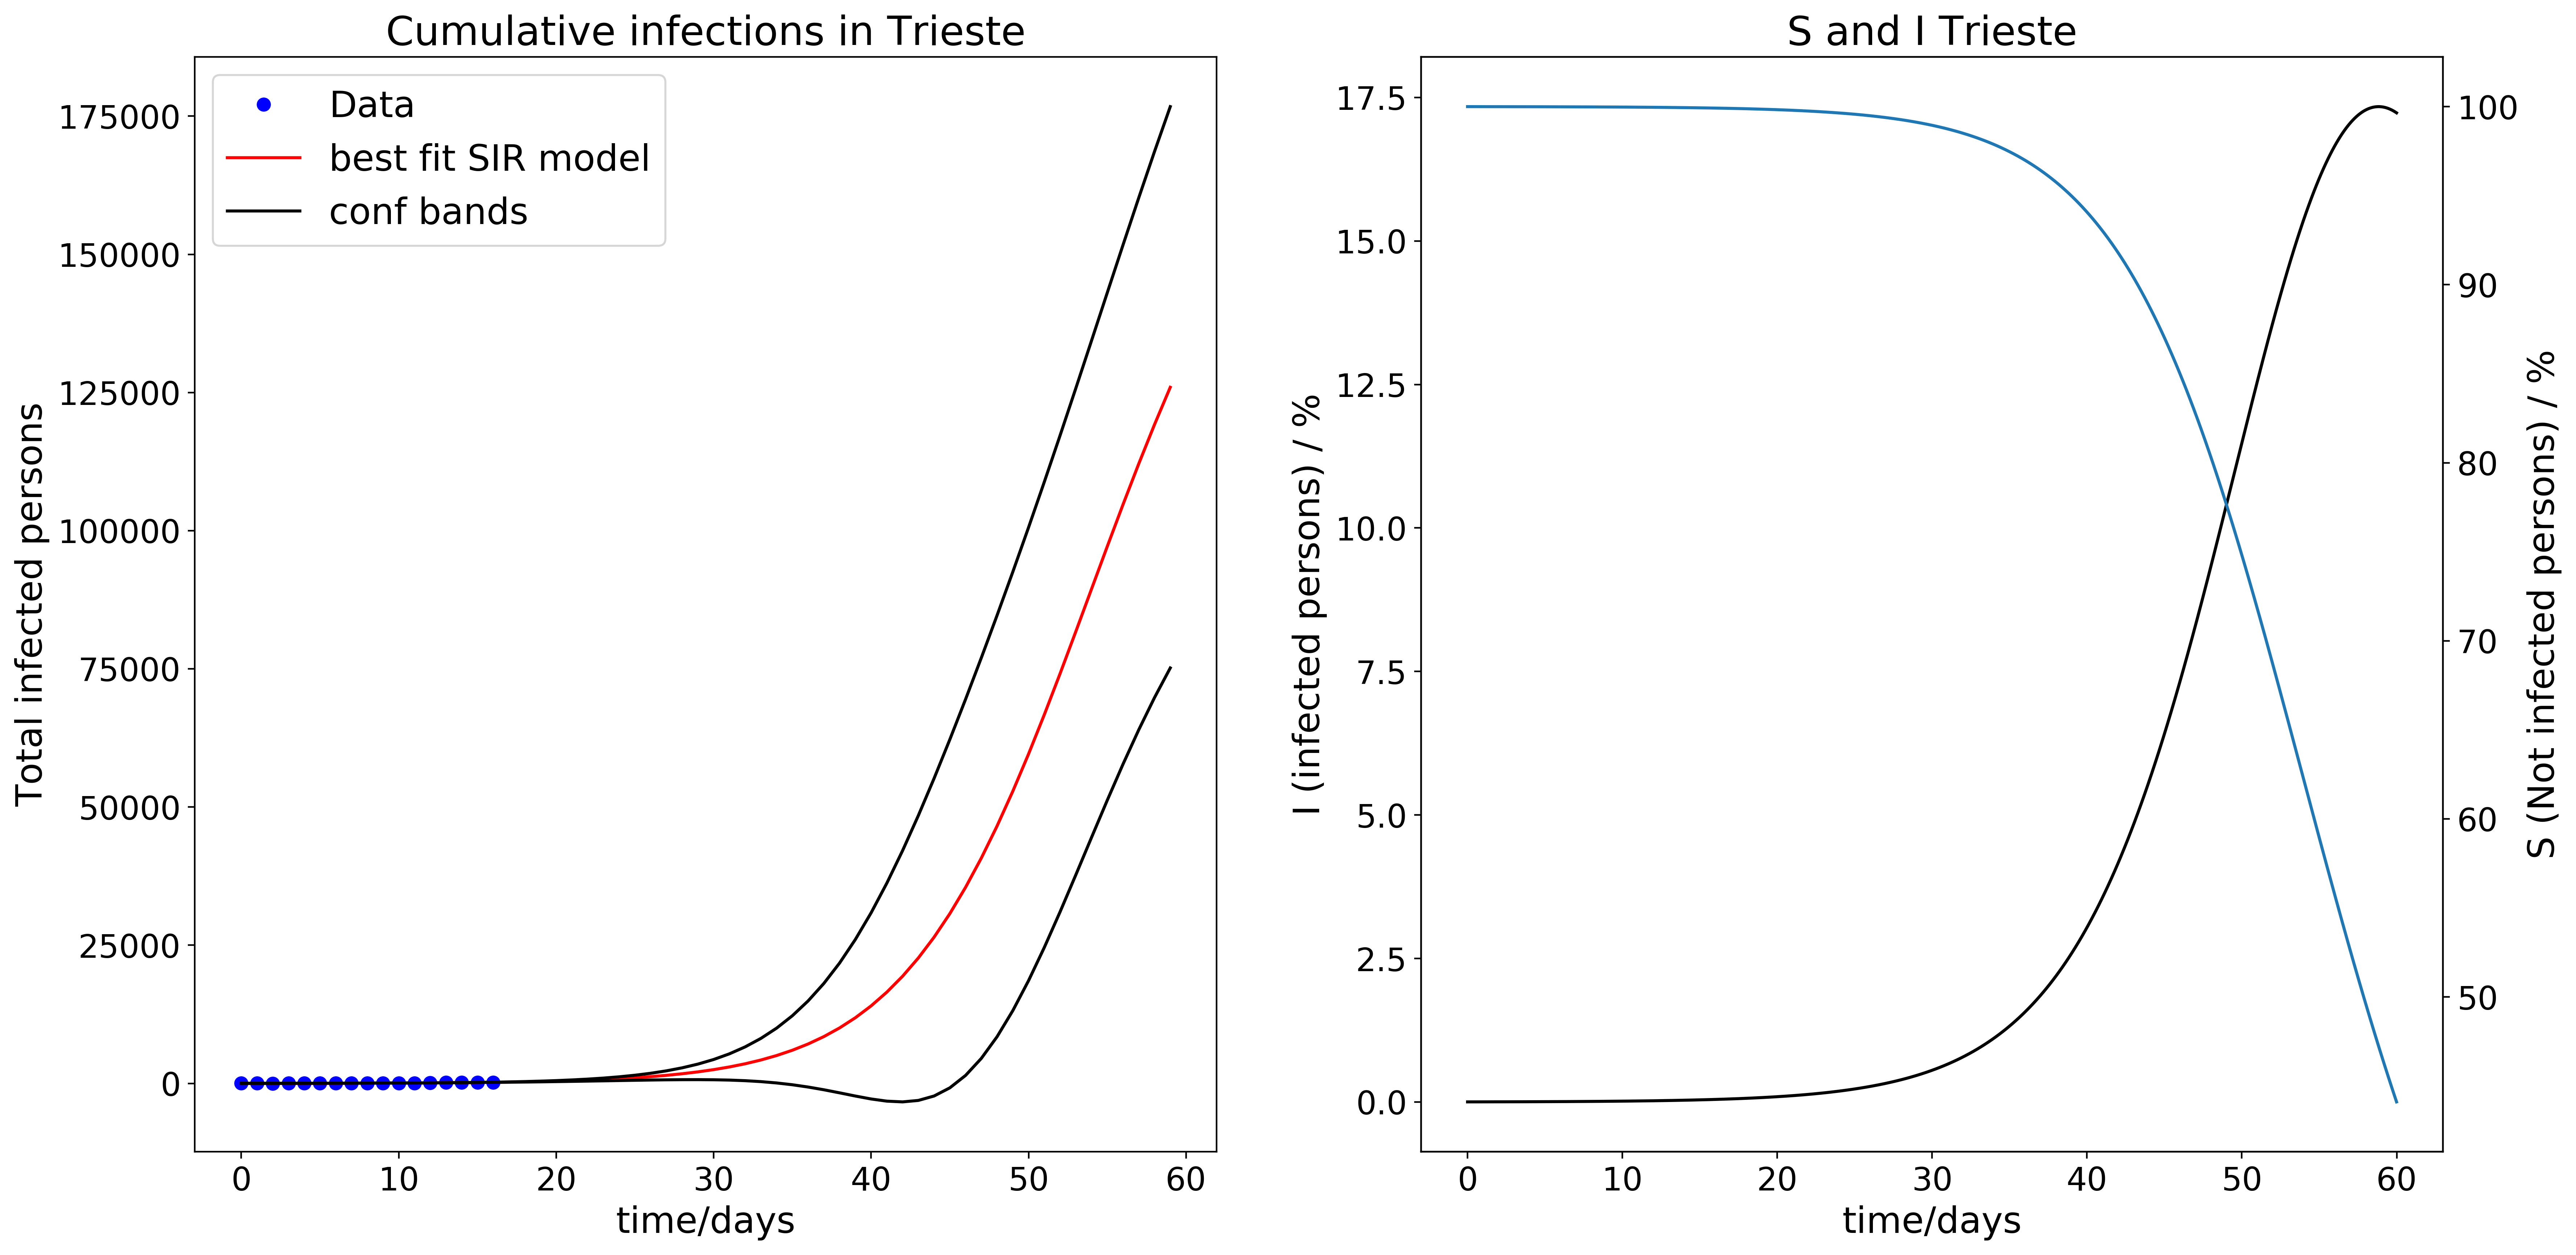 Cumulative infections in Trieste
Data
best fit SIR model
conf bands
175000
150000
125000
100000
75000
50000
25000
0
Total infected persons
0 10 20 30 40 50 60
time/days
S and I Trieste
17.5
15.0
12.5
10.0
7.5
5.0
2.5
0.0
I (infected persons) / %
100
90
80
70
60
50
S (Not infected persons) / %
0 10 20 30 40 50 60
time/days